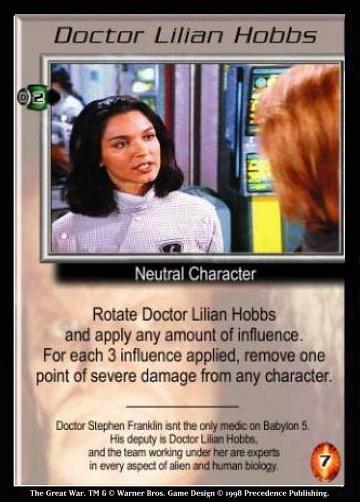 Doctor Lilian Hobbs
D 2
Neutral Character
Rotate Doctor Lilian Hobbs
and apply any amount of influence.
For each 3 influence applied, remove one
point of severe damage from any character.
Doctor Stephen Franklin isnt the only medic on Babylon 5.
His deputy is Doctor Lilian Hobbs,
and the team working under her are experts
in every aspect of alien and human biology.
7
The Great War. TM & © Warner Bros. Game Design © 1998 Precedence Publishing.